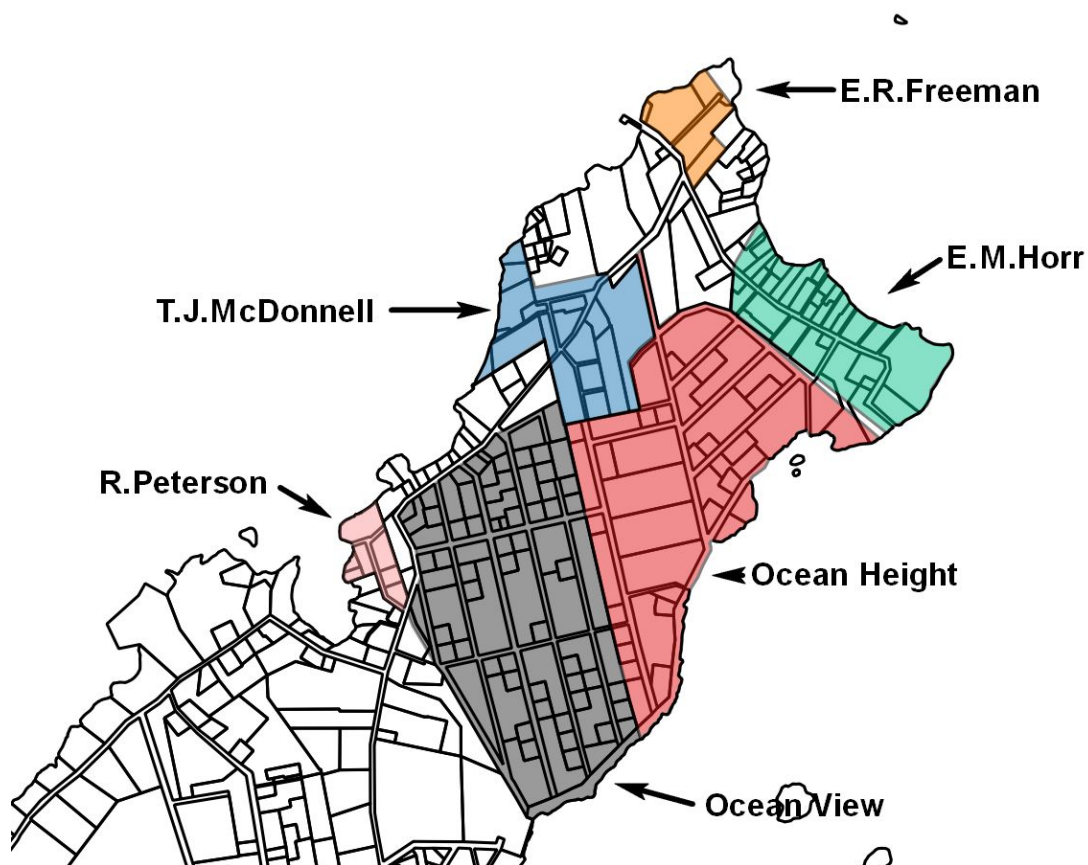 E.R.Freeman
E.M.Horr
T.J.McDonnell
R.Peterson
Ocean Height
Ocean View